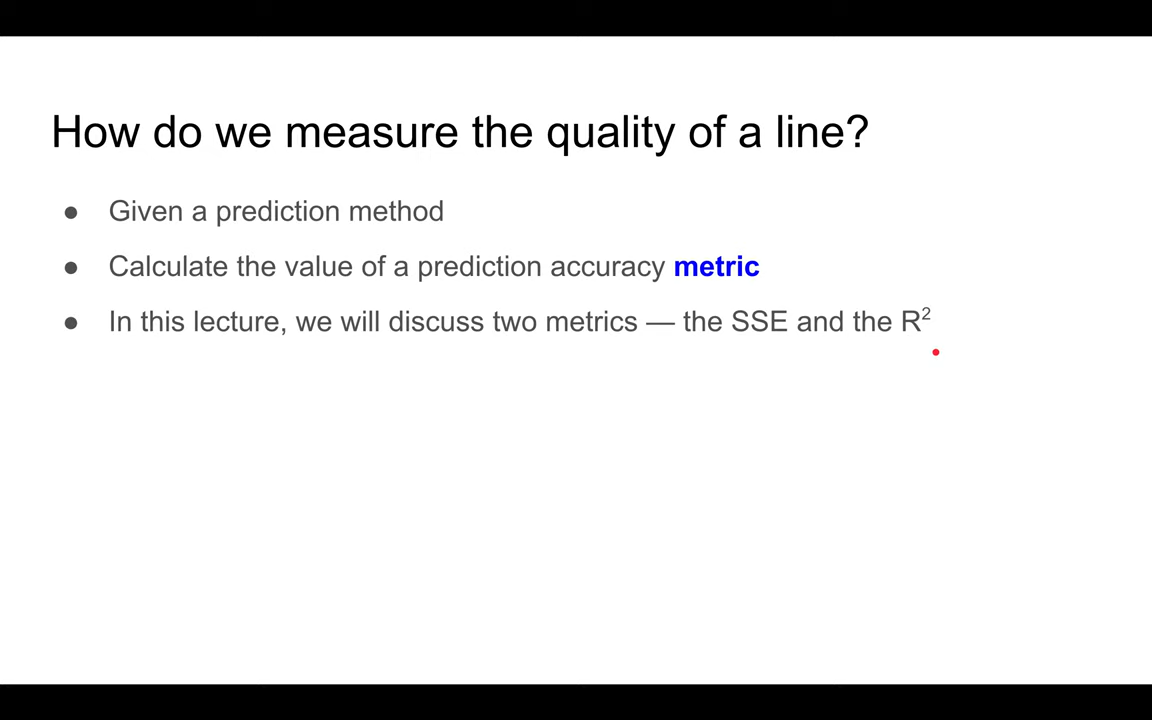 How do we measure the quality of a line?
● Given a prediction method
● Calculate the value of a prediction accuracy metric
● In this lecture, we will discuss two metrics — the SSE and the R²